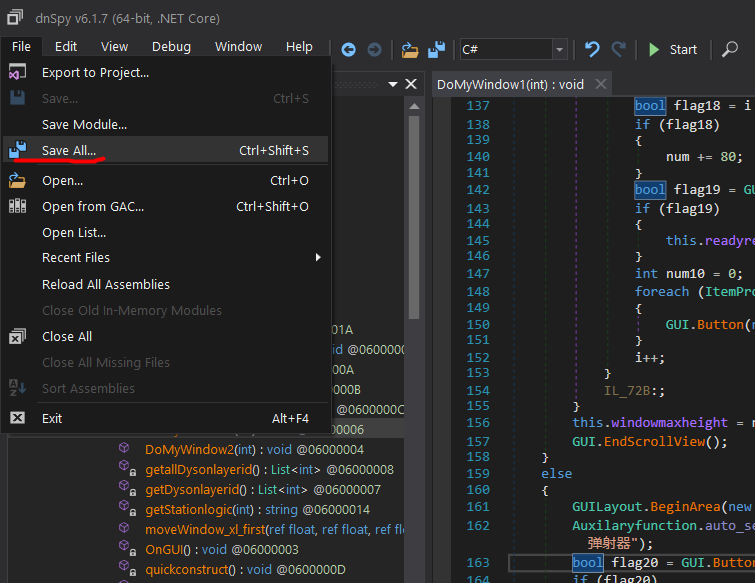 dnSpy v6.1.7 (64-bit, .NET Core)
File Edit View Debug Window Help C# Start
Export to Project...
Save... Ctrl+S
Save Module...
Save All... Ctrl+Shift+S
Open... Ctrl+O
Open from GAC... Ctrl+Shift+O
Open List...
Recent Files
Reload All Assemblies
Close Old In-Memory Modules
Close All
Close All Missing Files
Sort Assemblies
Exit Alt+F4
01A
id @0600000
00A
000B
@0600000C
00006
DoMyWindow2(int) : void @06000004
getallDysonlayerid() : List<int> @06000008
getDysonlayerid() : List<int> @06000007
getStationlogic(int) : string @06000014
moveWindow_xl_first(ref float, ref float, ref fl
OnGUI() : void @06000003
quickconstruct() : void @0600000D
DoMyWindow1(int) : void
137 bool flag18 = i
138 if (flag18)
139 {
140 num += 80;
141 }
142 bool flag19 = GU
143 if (flag19)
144 {
145 this.readyre
146 }
147 int num10 = 0;
148 foreach (ItemPro
149 {
150 GUI.Button(n
151 }
152 i++;
153 }
154 IL_72B:;
155 }
156 this.windowmaxheight = n
157 GUI.EndScrollView();
158 }
159 else
160 {
161 GUILayout.BeginArea(new
162 Auxilaryfunction.auto_se
弹射器");
163 bool flag20 = GUI.Button
164 if (flag20)